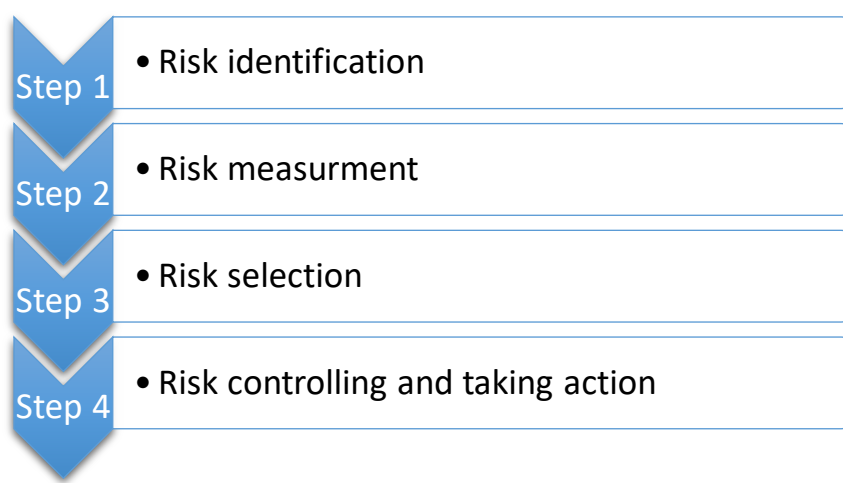 Step 1
• Risk identification
Step 2
• Risk measurment
Step 3
• Risk selection
Step 4
• Risk controlling and taking action